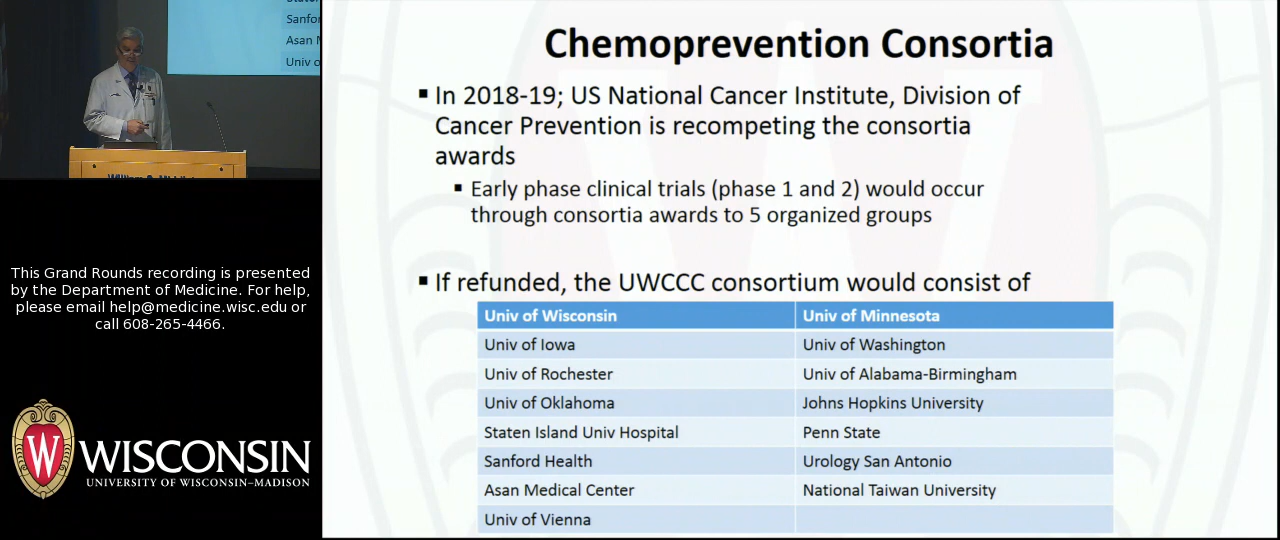 Sanfor
Asan M
Univ o
This Grand Rounds recording is presented
by the Department of Medicine. For help,
please email help@medicine.wisc.edu or
call 608-265-4466.
W WISCONSIN
UNIVERSITY OF WISCONSIN–MADISON
Chemoprevention Consortia
▪ In 2018-19; US National Cancer Institute, Division of
Cancer Prevention is recompeting the consortia
awards
▪ Early phase clinical trials (phase 1 and 2) would occur
through consortia awards to 5 organized groups
▪ If refunded, the UWCCC consortium would consist of
Univ of Wisconsin Univ of Minnesota
Univ of Iowa Univ of Washington
Univ of Rochester Univ of Alabama-Birmingham
Univ of Oklahoma Johns Hopkins University
Staten Island Univ Hospital Penn State
Sanford Health Urology San Antonio
Asan Medical Center National Taiwan University
Univ of Vienna